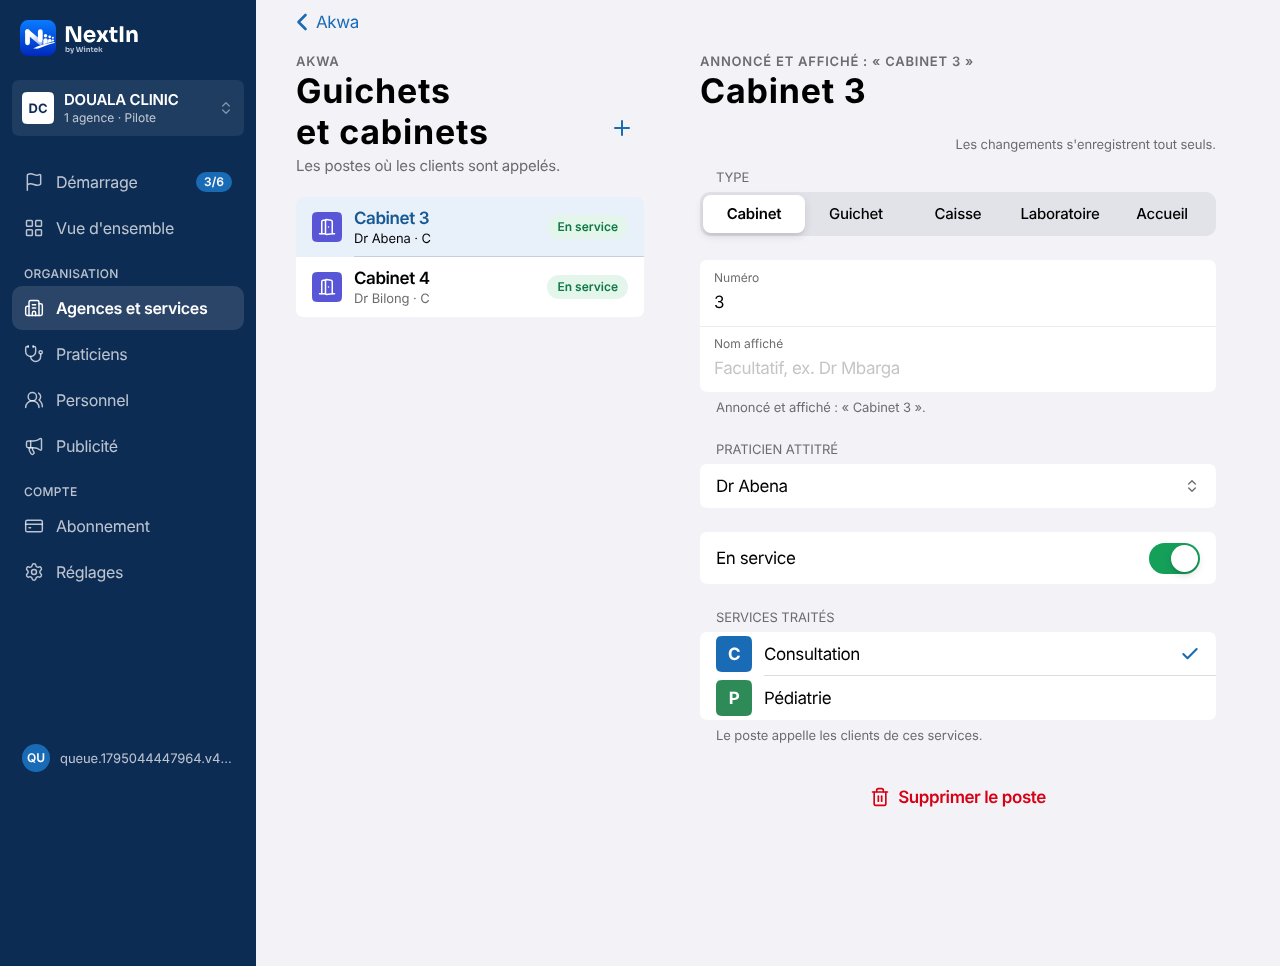 NextIn
by Wintek
DC
DOUALA CLINIC
1 agence · Pilote
Démarrage
3/6
Vue d'ensemble
ORGANISATION
Agences et services
Praticiens
Personnel
Publicité
COMPTE
Abonnement
Réglages
QU
queue.1795044447964.v4...
Akwa
AKWA
Guichets
et cabinets
Les postes où les clients sont appelés.
Cabinet 3
Dr Abena · C
En service
Cabinet 4
Dr Bilong · C
En service
ANNONCÉ ET AFFICHÉ : « CABINET 3 »
Cabinet 3
Les changements s'enregistrent tout seuls.
TYPE
Cabinet
Guichet
Caisse
Laboratoire
Accueil
Numéro
3
Nom affiché
Facultatif, ex. Dr Mbarga
Annoncé et affiché : « Cabinet 3 ».
PRATICIEN ATTITRÉ
Dr Abena
En service
SERVICES TRAITÉS
C
Consultation
P
Pédiatrie
Le poste appelle les clients de ces services.
Supprimer le poste